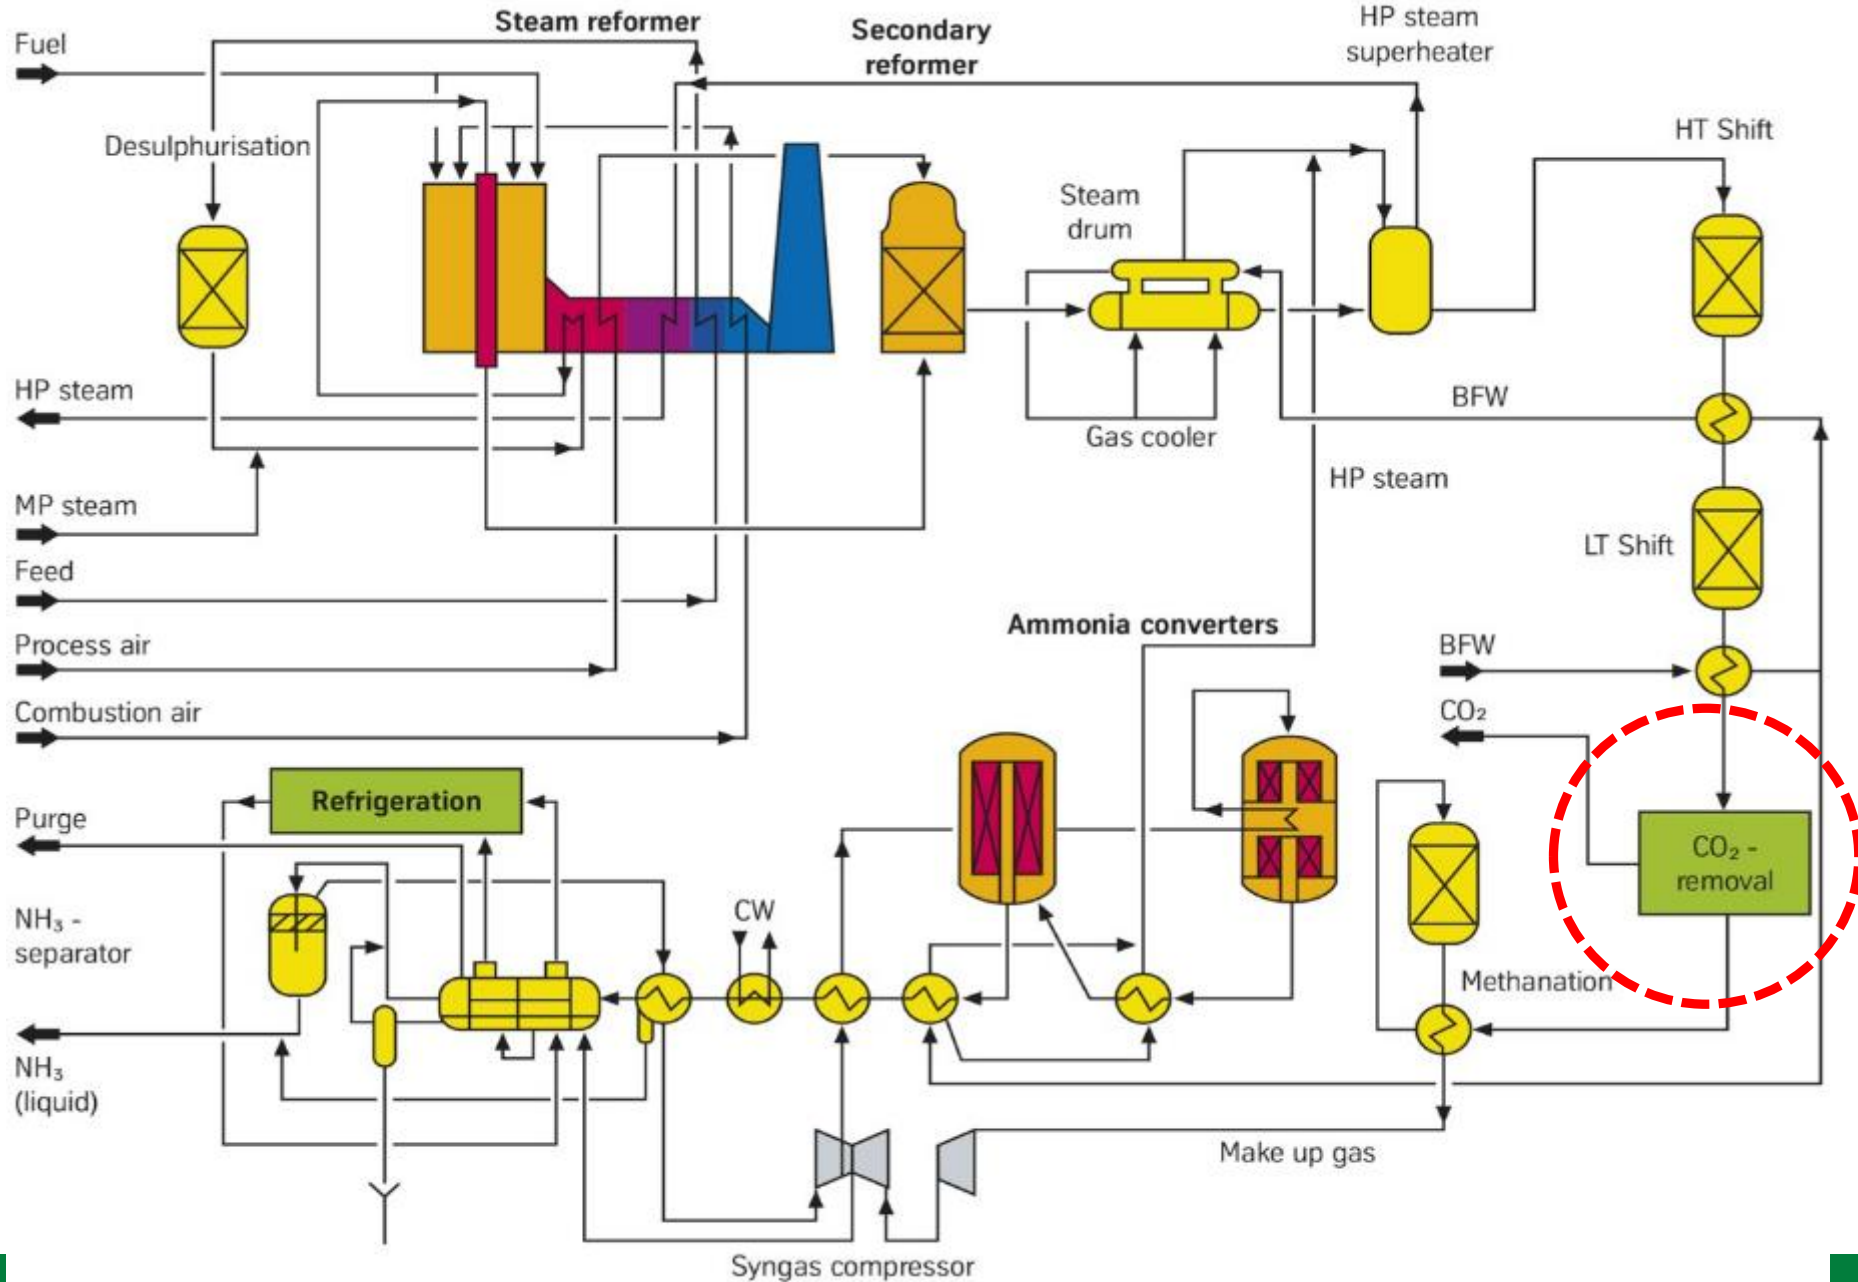 Steam reformer
Secondary
reformer
HP steam
superheater
Fuel
Desulphurisation
HT Shift
Steam
drum
HP steam
BFW
Gas cooler
HP steam
MP steam
LT Shift
Feed
Ammonia converters
Process air
BFW
Combustion air
CO₂
Refrigeration
Purge
CO₂ -
removal
CW
NH₃ -
separator
Methanation
NH₃
(liquid)
Make up gas
Syngas compressor